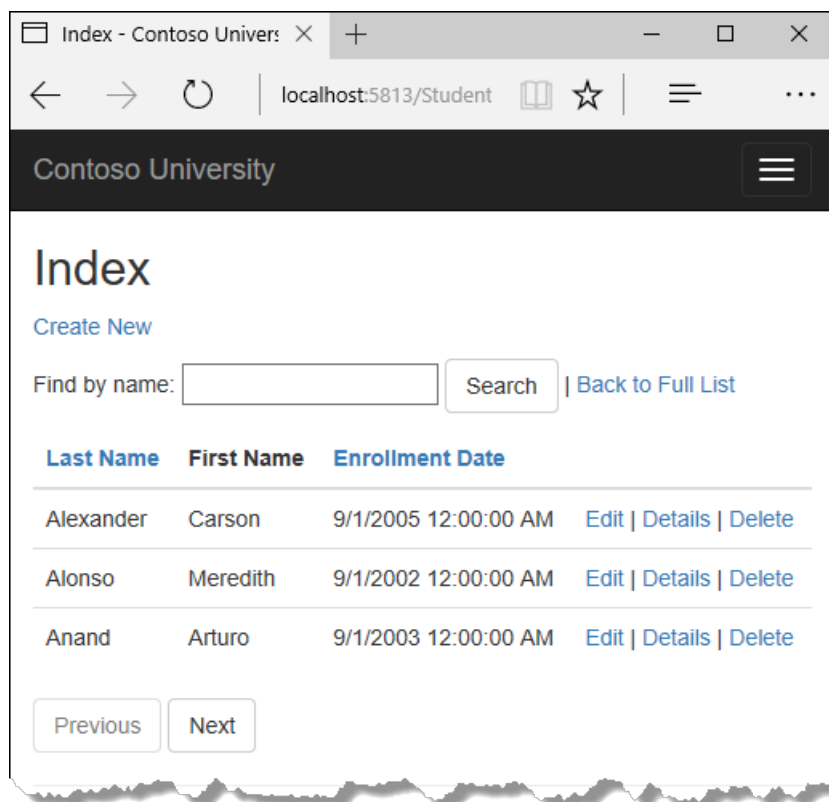 Index - Contoso Univers
localhost:5813/Student
Contoso University
Index
Create New
Find by name: Search | Back to Full List
Last Name First Name Enrollment Date
Alexander Carson 9/1/2005 12:00:00 AM Edit | Details | Delete
Alonso Meredith 9/1/2002 12:00:00 AM Edit | Details | Delete
Anand Arturo 9/1/2003 12:00:00 AM Edit | Details | Delete
Previous Next